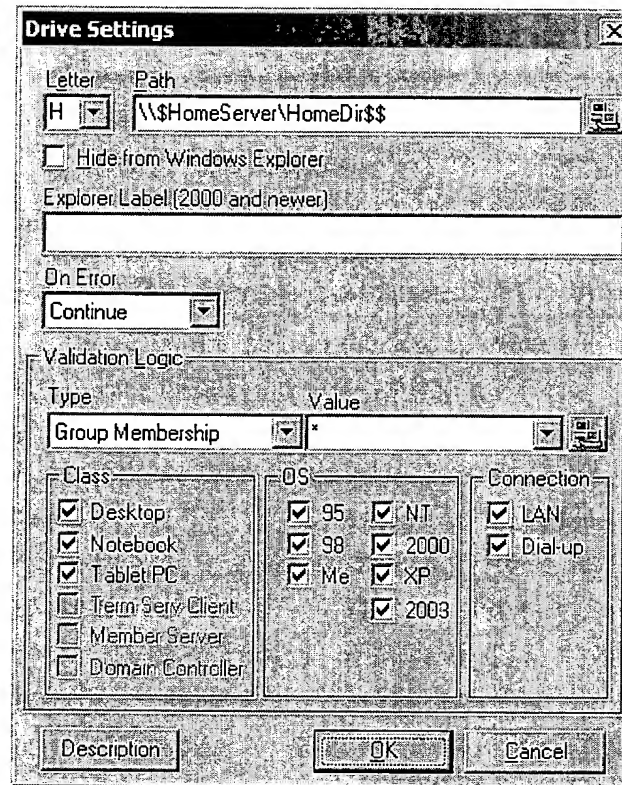 Drive Settings
Letter Path
H \\$HomeServer\HomeDir$$
Hide from Windows Explorer
Explorer Label (2000 and newer)
On Error
Continue
Validation Logic
Type Value
Group Membership *
Class OS Connection
Desktop 95 NT LAN
Notebook 98 2000 Dial-up
Tablet PC Me XP
Term Serv Client 2003
Member Server
Domain Controller
Description OK Cancel